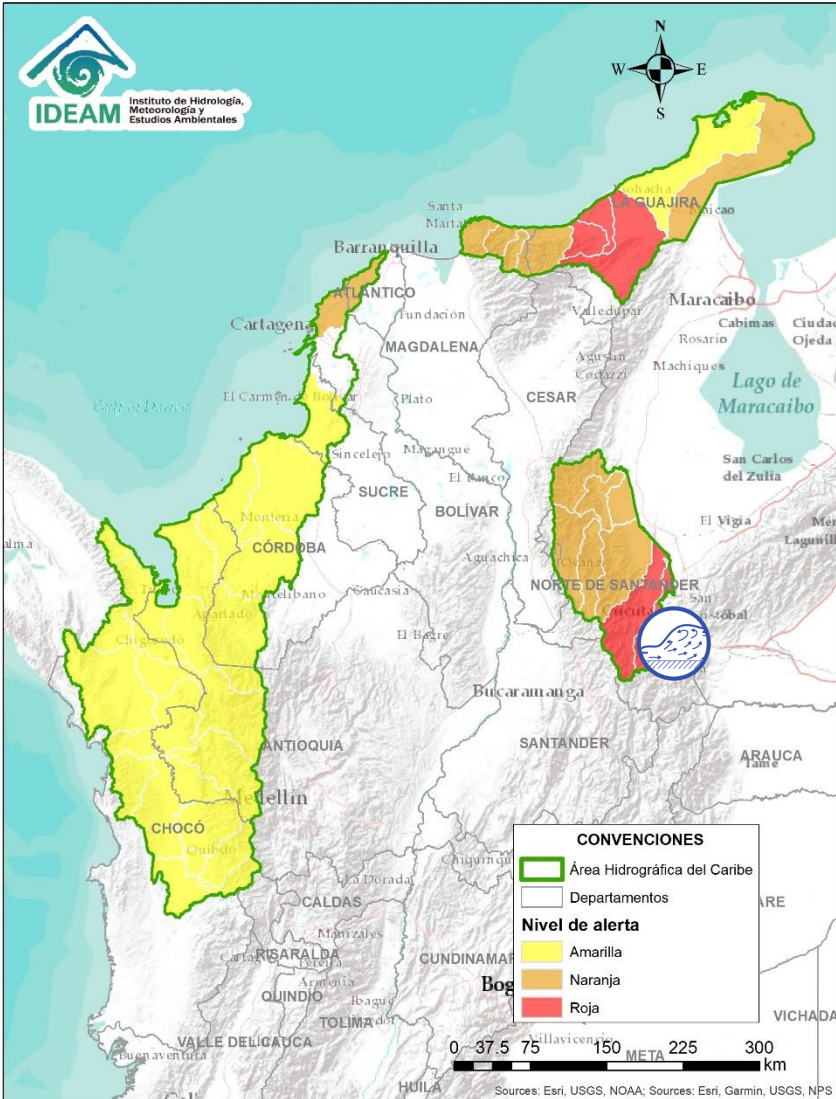 IDEAM
Instituto de Hidrología,
Meteorología y
Estudios Ambientales
N
W
E
S
LA GUAJIRA
Maicao
Santa
Marta
Barranquilla
ATLÁNTICO
Cartagena
Fundación
Valledupar
Maracaibo
Cabimas
Ciudad
Ojeda
Rosario
MAGDALENA
Machiques
Agustín
Codazzi
CESAR
Lago de
Maracaibo
El Carmen de Bolívar
Plato
Sincelejo
Magangué
San Carlos
del Zulia
El Banco
SUCRE
BOLÍVAR
El Vigía
Montería
CÓRDOBA
Aguachica
Ocaña
NORTE DE SANTANDER
San
Cúcuta
Montelíbano
Caucasia
Apartadó
Chigorodó
El Bagre
Bucaramanga
SANTANDER
ANTIOQUIA
ARAUCA
Tame
Medellín
CHOCÓ
Quibdó
La Dorada
CALDAS
Manizales
RISARALDA
Pereira
Armenia
QUINDÍO
Ibagué
TOLIMA
VALLE DEL CAUCA
Buenaventura
HUILA
Villavicencio
META
VICHADA
CONVENCIONES
Área Hidrográfica del Caribe
Departamentos
Nivel de alerta
Amarilla
Naranja
Roja
0 37.5 75 150 225 300
km
Sources: Esri, USGS, NOAA; Sources: Esri, Garmin, USGS, NPS